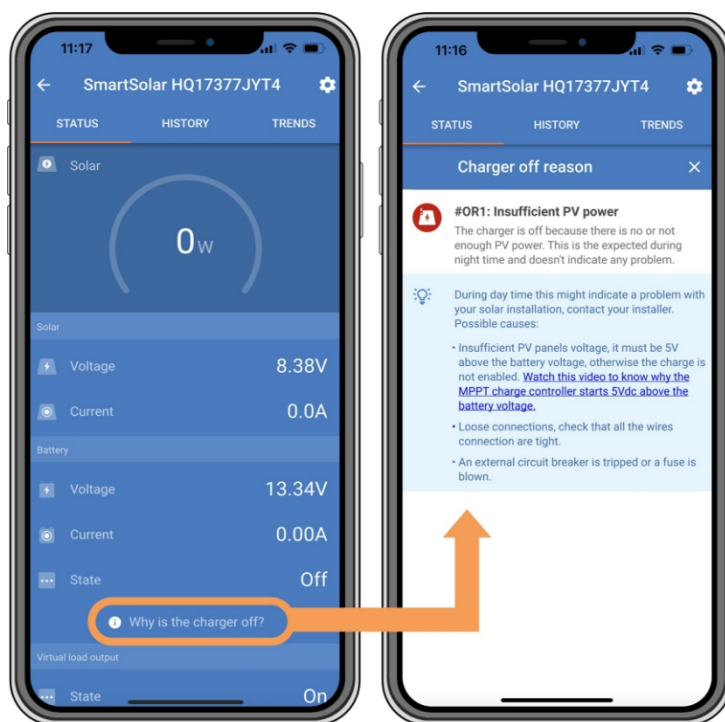 11:17
SmartSolar HQ17377JYT4
STATUS HISTORY TRENDS
Solar
0W
Solar
Voltage 8.38V
Current 0.0A
Battery
Voltage 13.34V
Current 0.00A
State Off
Why is the charger off?
Virtual load output
State On
11:16
SmartSolar HQ17377JYT4
STATUS HISTORY TRENDS
Charger off reason
#OR1: Insufficient PV power
The charger is off because there is no or not
enough PV power. This is the expected during
night time and doesn't indicate any problem.
During day time this might indicate a problem with
your solar installation, contact your installer.
Possible causes:
• Insufficient PV panels voltage, it must be 5V
above the battery voltage, otherwise the charge is
not enabled. Watch this video to know why the
MPPT charge controller starts 5Vdc above the
battery voltage.
• Loose connections, check that all the wires
connection are tight.
• An external circuit breaker is tripped or a fuse is
blown.